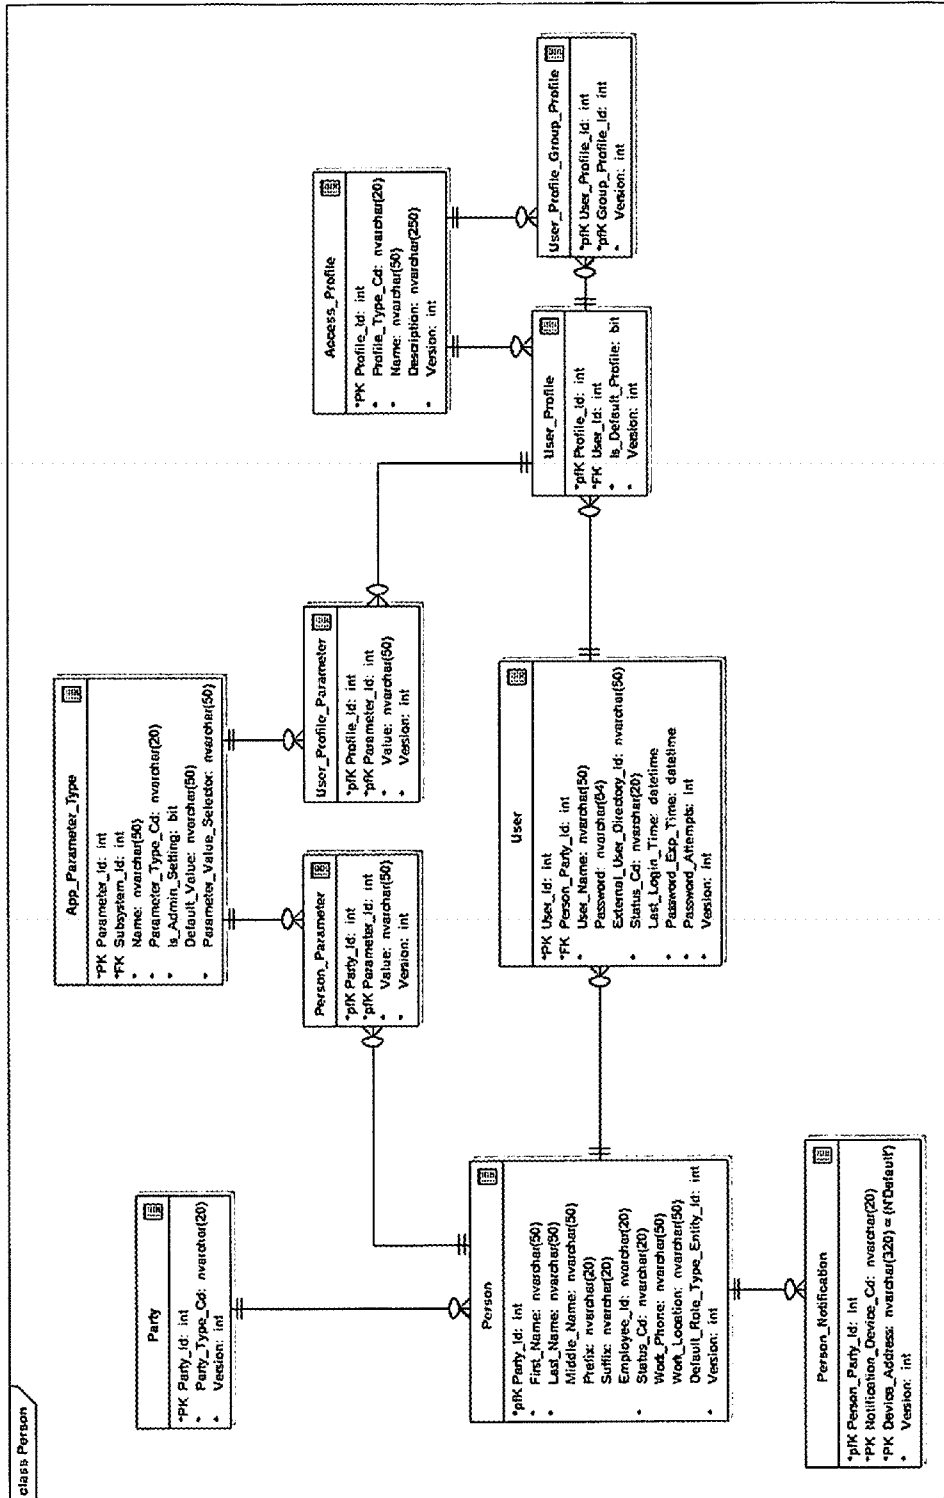 class Person
Party
*PK Party_Id: int
* Party_Type_Cd: nvarchar(20)
* Version: int
Person
*pfK Party_Id: int
* First_Name: nvarchar(50)
* Last_Name: nvarchar(50)
Middle_Name: nvarchar(50)
Prefix: nvarchar(20)
Suffix: nvarchar(20)
Employee_Id: nvarchar(20)
* Status_Cd: nvarchar(20)
Work_Phone: nvarchar(50)
Work_Location: nvarchar(50)
Default_Role_Type_Entity_Id: int
* Version: int
Person_Notification
*pfK Person_Party_Id: int
*PK Notification_Device_Cd: nvarchar(20)
*PK Device_Address: nvarchar(320) = (N'Default')
* Version: int
App_Parameter_Type
*PK Parameter_Id: int
*FK Subsystem_Id: int
* Name: nvarchar(50)
* Parameter_Type_Cd: nvarchar(20)
* Is_Admin_Setting: bit
Default_Value: nvarchar(50)
* Parameter_Value_Selector: nvarchar(50)
Person_Parameter
*pfK Party_Id: int
*pfK Parameter_Id: int
* Value: nvarchar(50)
* Version: int
User_Profile_Parameter
*pfK Profile_Id: int
*pfK Parameter_Id: int
* Value: nvarchar(50)
* Version: int
User
*PK User_Id: int
*FK Person_Party_Id: int
* User_Name: nvarchar(50)
Password: nvarchar(64)
External_User_Directory_Id: nvarchar(50)
* Status_Cd: nvarchar(20)
Last_Login_Time: datetime
* Password_Exp_Time: datetime
* Password_Attempts: int
* Version: int
Access_Profile
*PK Profile_Id: int
* Profile_Type_Cd: nvarchar(20)
* Name: nvarchar(50)
Description: nvarchar(250)
* Version: int
User_Profile
*pfK Profile_Id: int
*FK User_Id: int
* Is_Default_Profile: bit
* Version: int
User_Profile_Group_Profile
*pfK User_Profile_Id: int
*pfK Group_Profile_Id: int
* Version: int